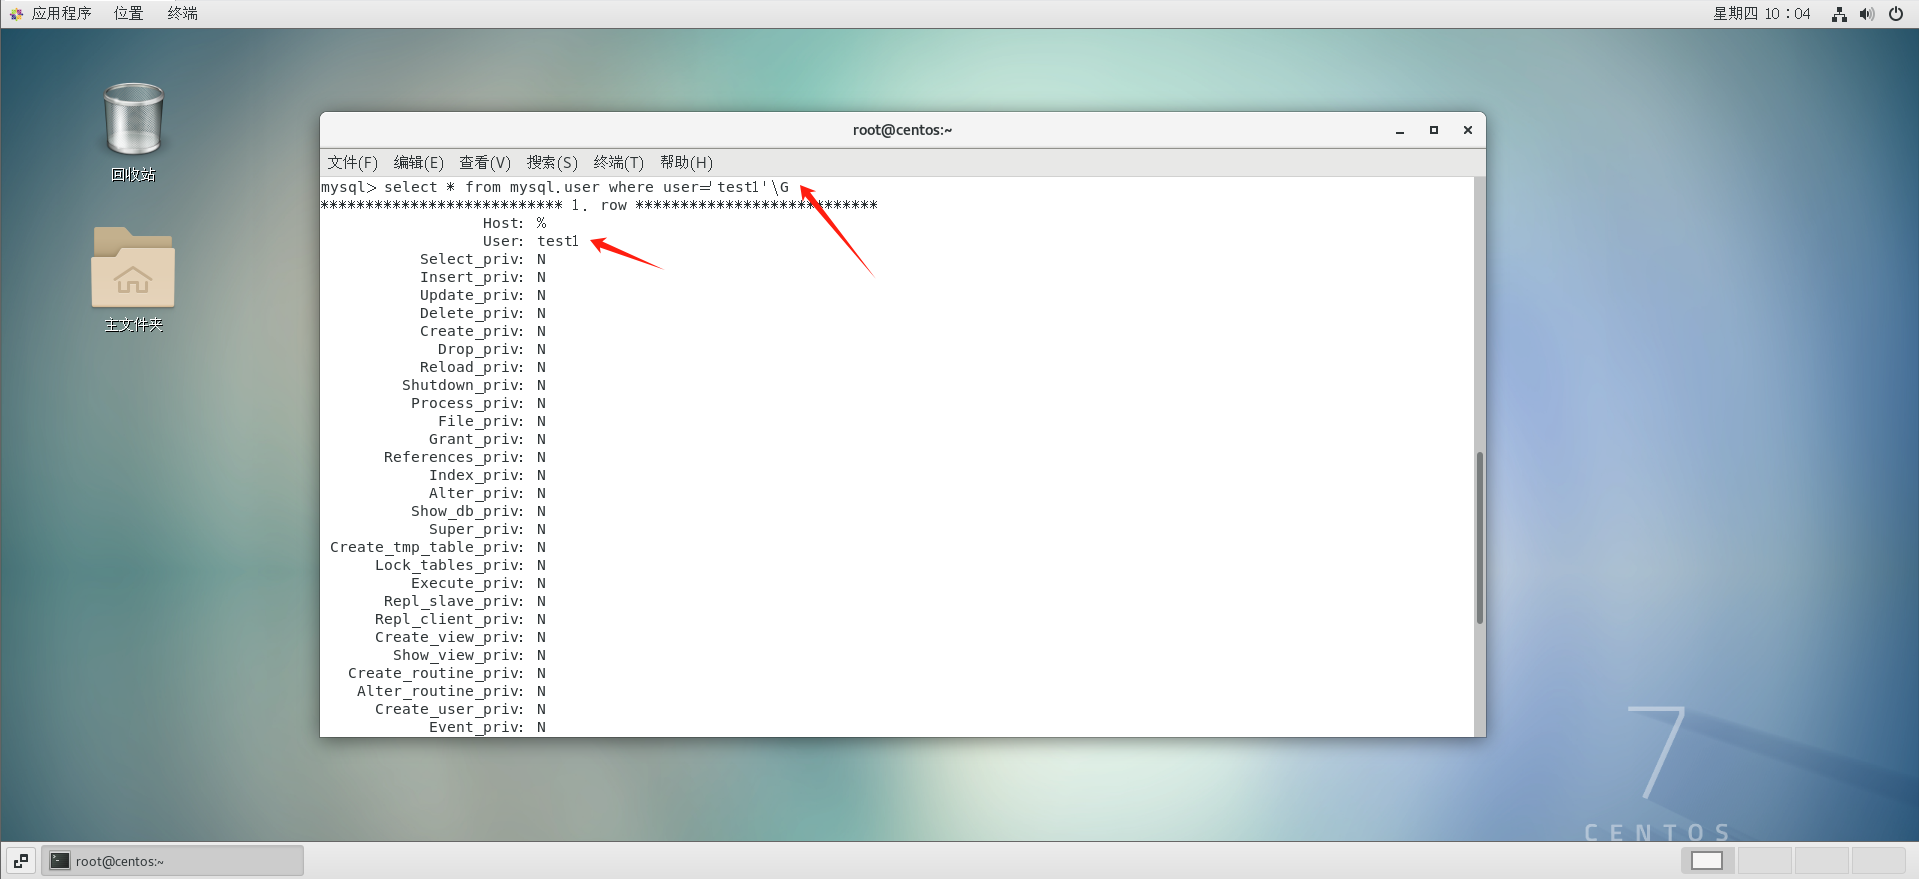 应用程序 位置 终端 星期四 10：04
回收站
主文件夹
root@centos:~
文件(F) 编辑(E) 查看(V) 搜索(S) 终端(T) 帮助(H)
mysql> select * from mysql.user where user='test1'\G
*************************** 1. row ***************************
Host: %
User: test1
Select_priv: N
Insert_priv: N
Update_priv: N
Delete_priv: N
Create_priv: N
Drop_priv: N
Reload_priv: N
Shutdown_priv: N
Process_priv: N
File_priv: N
Grant_priv: N
References_priv: N
Index_priv: N
Alter_priv: N
Show_db_priv: N
Super_priv: N
Create_tmp_table_priv: N
Lock_tables_priv: N
Execute_priv: N
Repl_slave_priv: N
Repl_client_priv: N
Create_view_priv: N
Show_view_priv: N
Create_routine_priv: N
Alter_routine_priv: N
Create_user_priv: N
Event_priv: N
7
CENTOS
root@centos:~